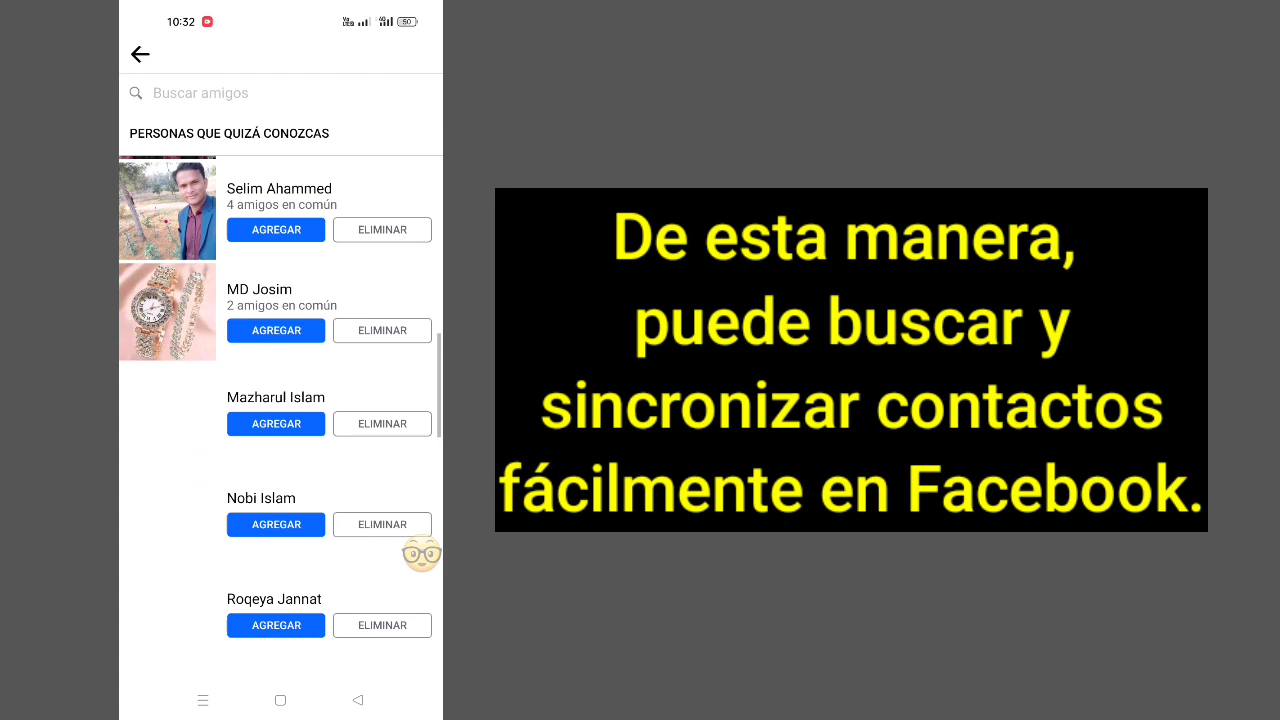 10:32
50
Buscar amigos
PERSONAS QUE QUIZÁ CONOZCAS
Selim Ahammed
4 amigos en común
AGREGAR ELIMINAR
MD Josim
2 amigos en común
AGREGAR ELIMINAR
Mazharul Islam
AGREGAR ELIMINAR
Nobi Islam
AGREGAR ELIMINAR
Roqeya Jannat
AGREGAR ELIMINAR
De esta manera,
puede buscar y
sincronizar contactos
fácilmente en Facebook.